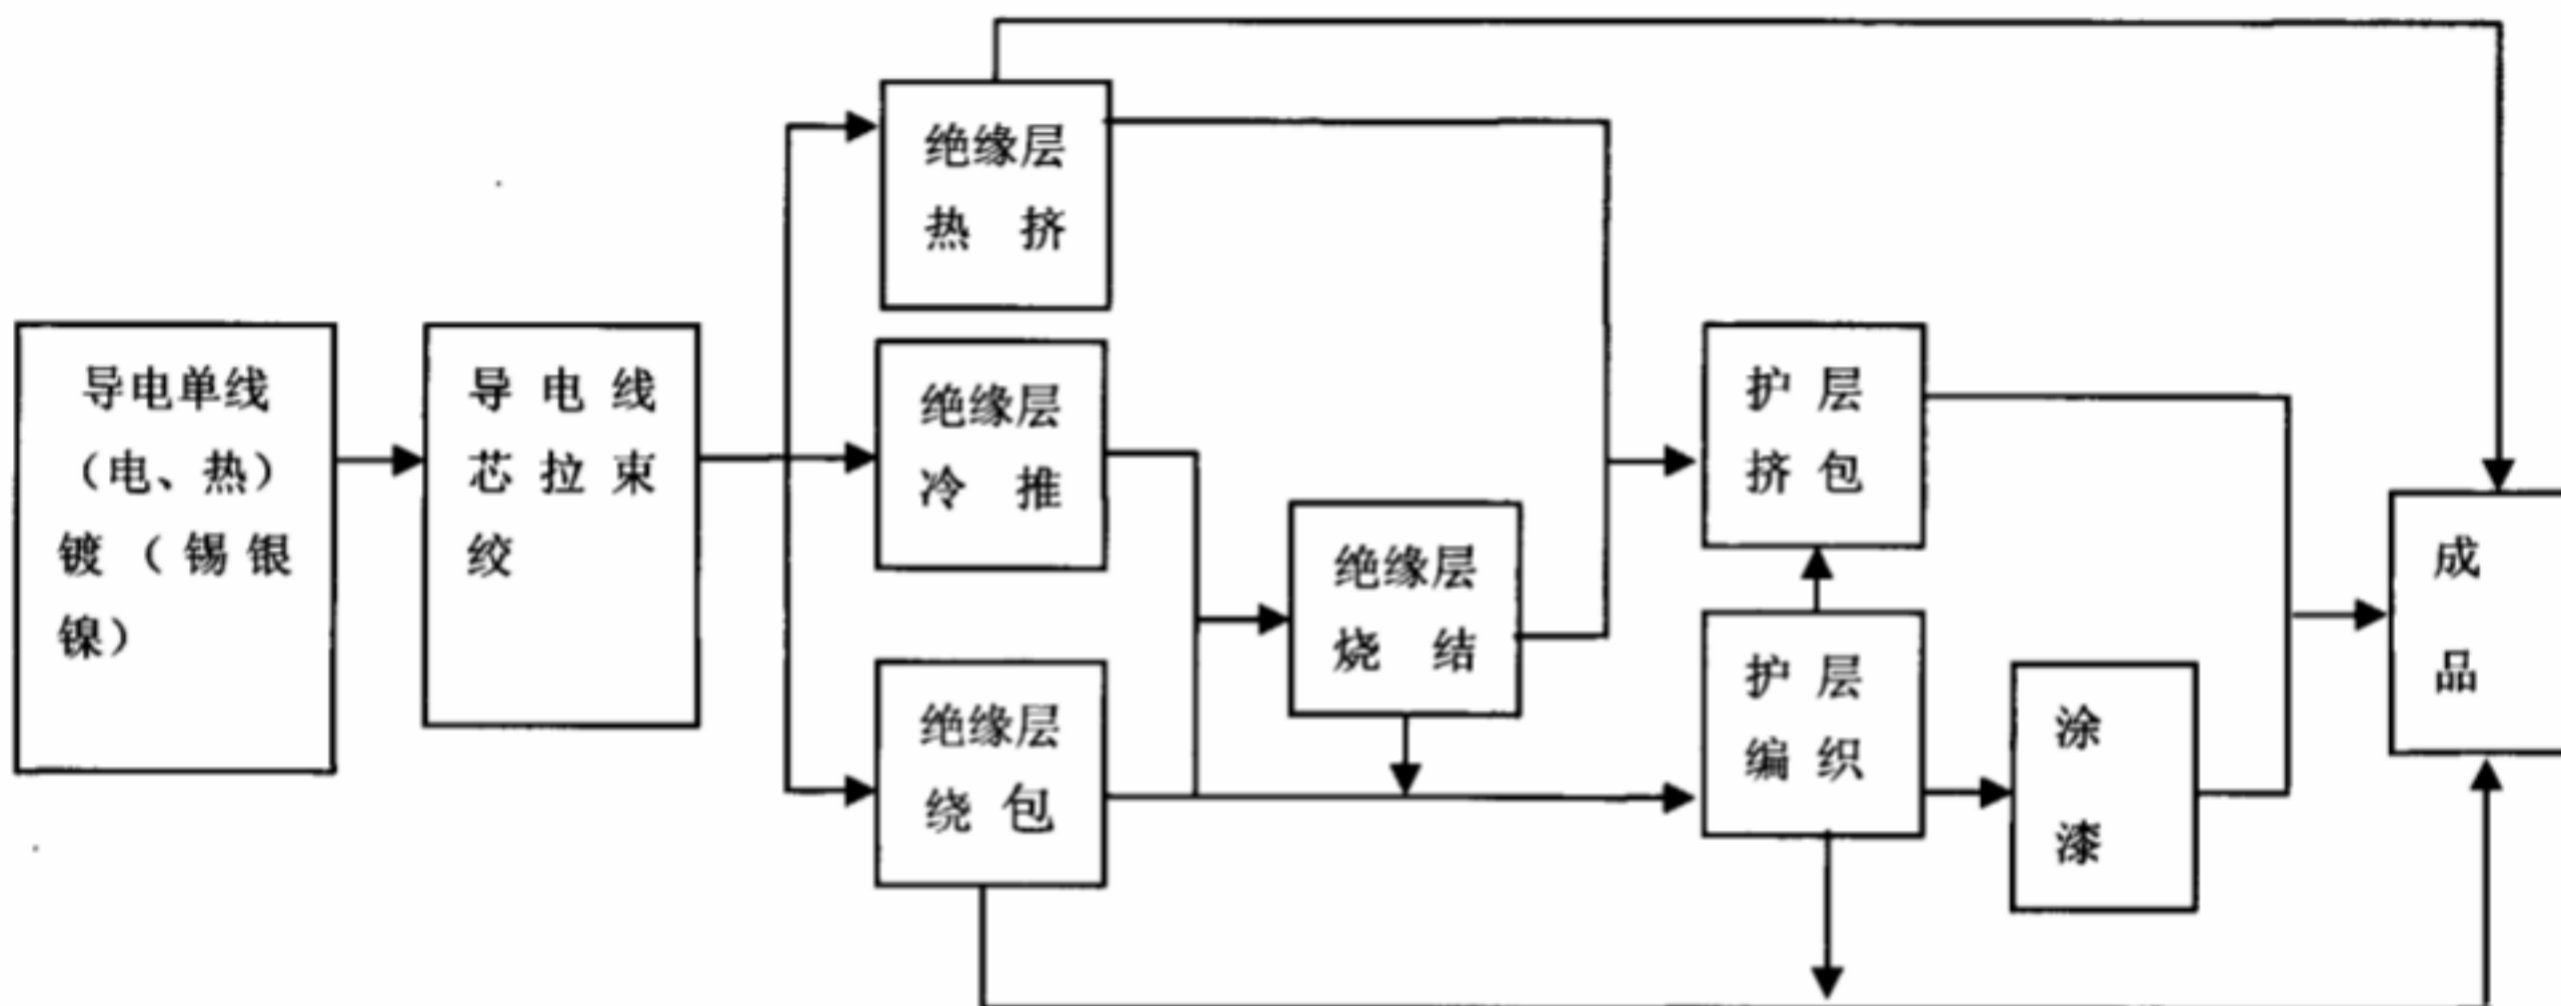 导电单线
（电、热）
镀（锡银
镍）
导电线
芯拉束
绞
绝缘层
热挤
绝缘层
冷推
绝缘层
绕包
绝缘层
烧结
护层
挤包
护层
编织
涂
漆
成
品